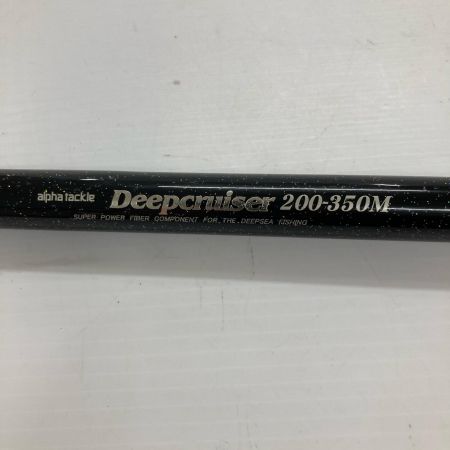 alpha tackle Deepcruiser 200-350M
SUPER POWER FIBER COMPONENT FOR THE DEEPSEA FISHING